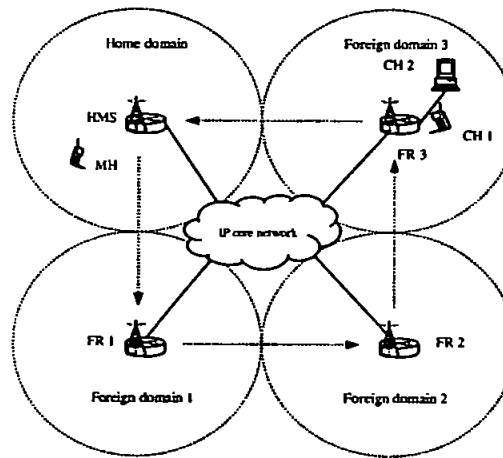 Home domain
Foreign domain 3
CH 2
HMS
MH
CH 1
FR 3
IP core network
FR 1
FR 2
Foreign domain 1
Foreign domain 2